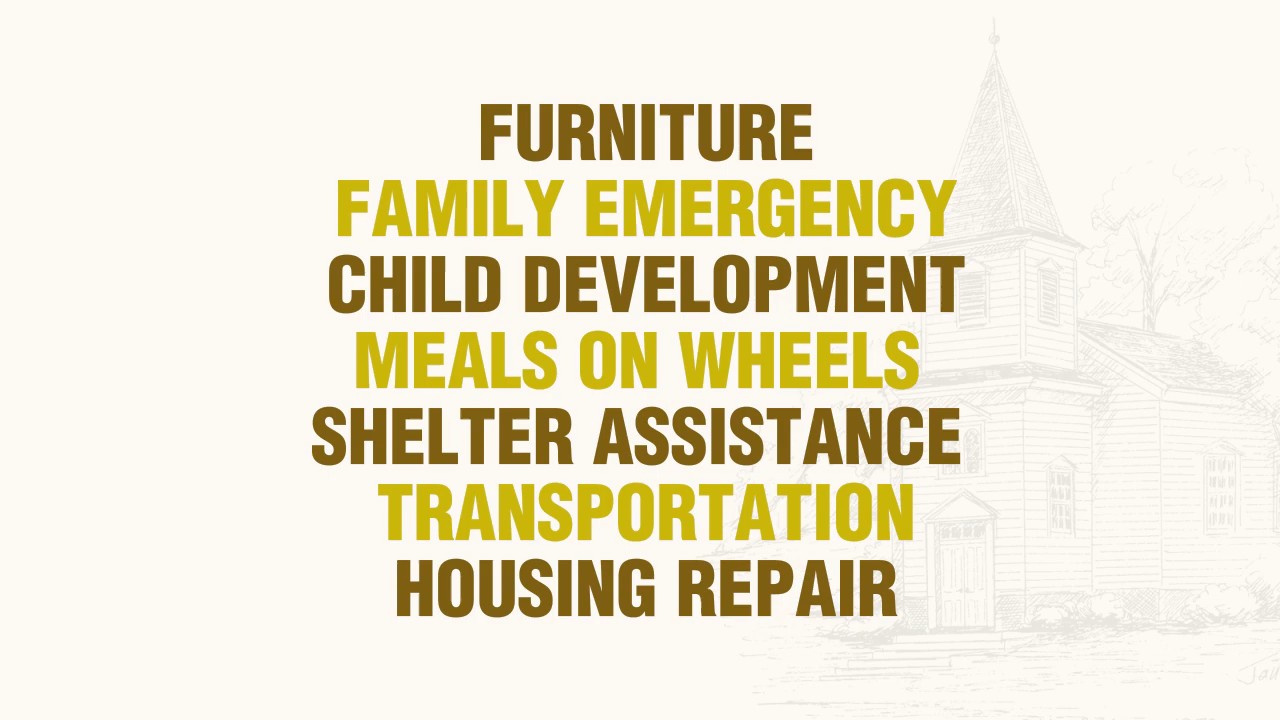 FURNITURE
FAMILY EMERGENCY
CHILD DEVELOPMENT
MEALS ON WHEELS
SHELTER ASSISTANCE
TRANSPORTATION
HOUSING REPAIR